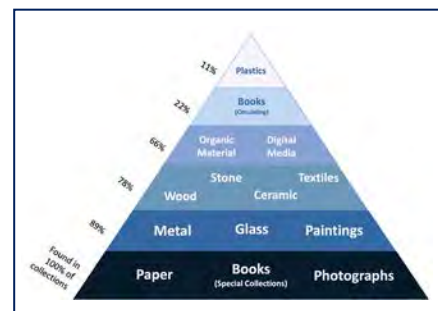 11%
Plastics
22%
Books
(Circulating)
66%
Organic
Material
Digital
Media
78%
Stone
Textiles
Wood
Ceramic
89%
Metal
Glass
Paintings
Found in
100% of
collections
Paper
Books
(Special Collections)
Photographs